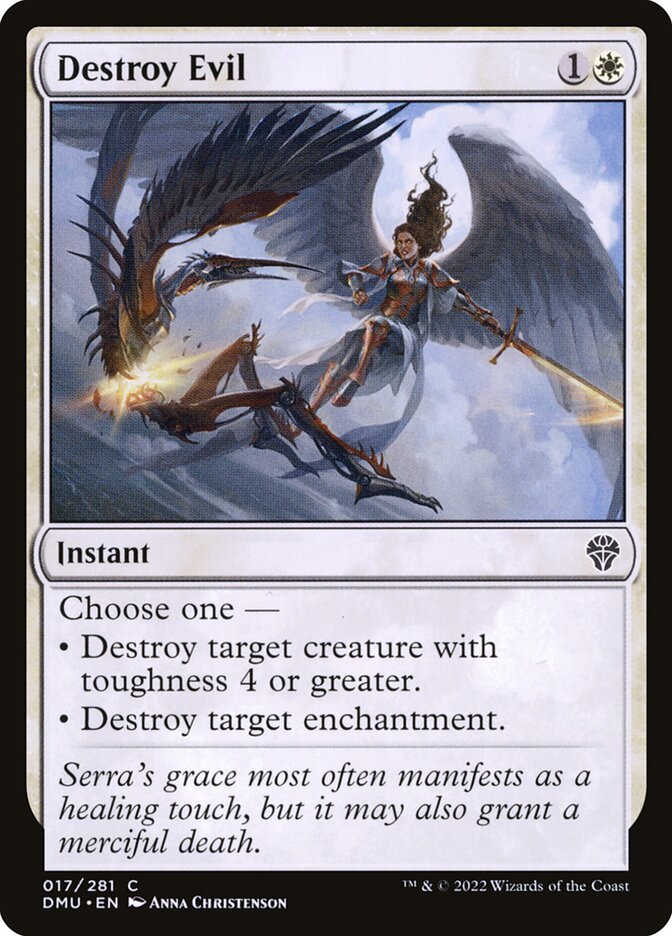 Destroy Evil 1
Instant
Choose one —
• Destroy target creature with
toughness 4 or greater.
• Destroy target enchantment.
Serra's grace most often manifests as a
healing touch, but it may also grant a
merciful death.
017/281 C
DMU • EN Anna Christenson
™ & © 2022 Wizards of the Coast